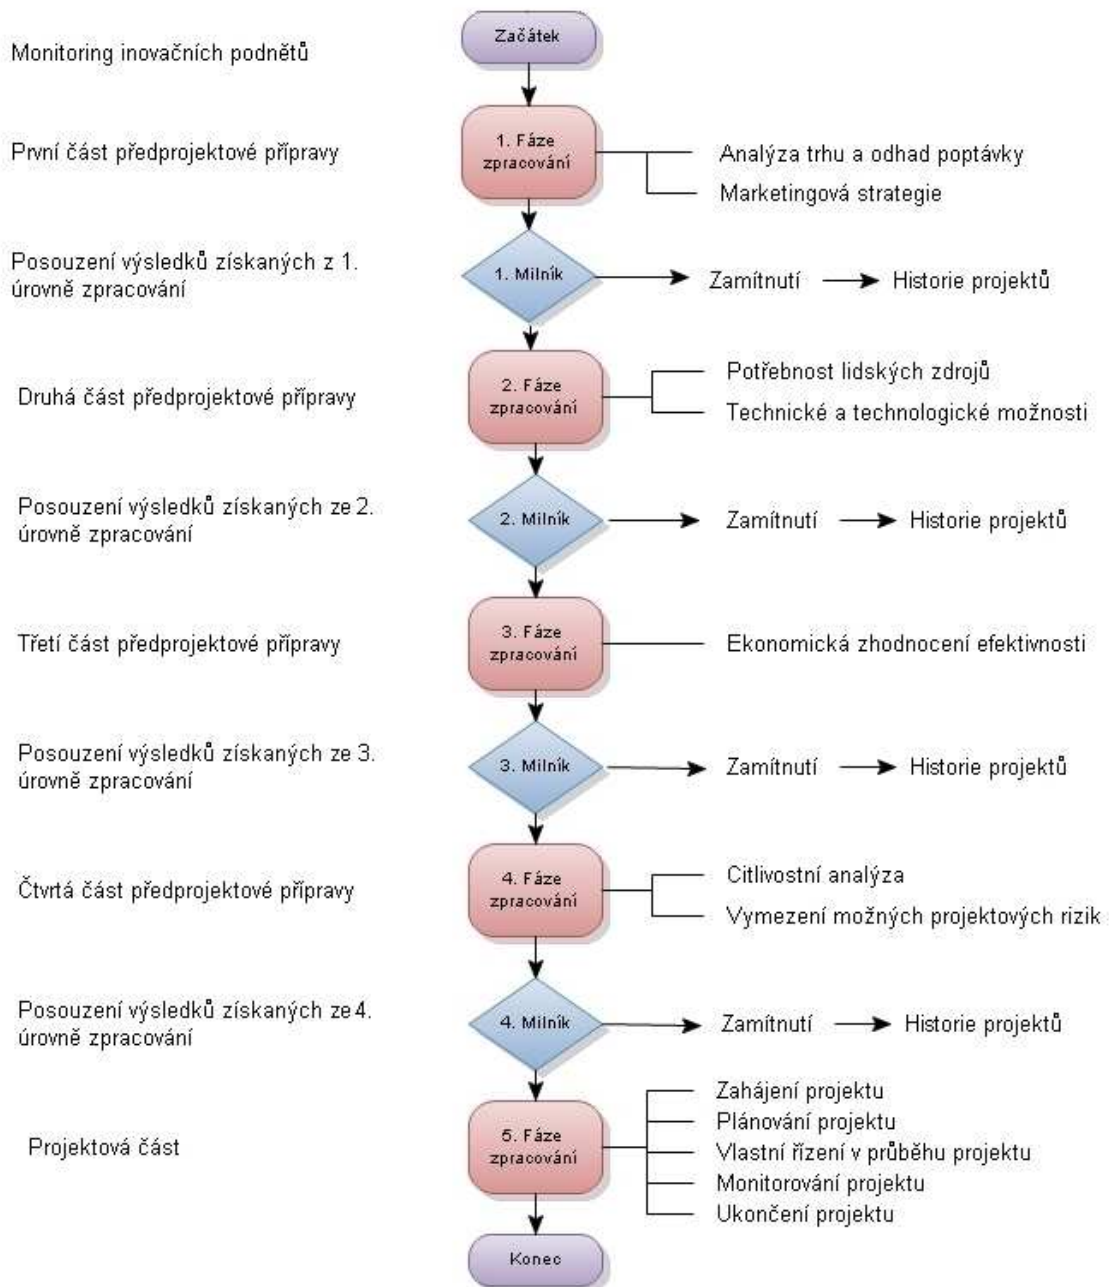 Začátek
Monitoring inovačních podnětů
První část předprojektové přípravy
1. Fáze
zpracování
Analýza trhu a odhad poptávky
Marketingová strategie
Posouzení výsledků získaných z 1.
úrovně zpracování
1. Milník
Zamítnutí
Historie projektů
Druhá část předprojektové přípravy
2. Fáze
zpracování
Potřebnost lidských zdrojů
Technické a technologické možnosti
Posouzení výsledků získaných ze 2.
úrovně zpracování
2. Milník
Zamítnutí
Historie projektů
Třetí část předprojektové přípravy
3. Fáze
zpracování
Ekonomická zhodnocení efektivnosti
Posouzení výsledků získaných ze 3.
úrovně zpracování
3. Milník
Zamítnutí
Historie projektů
Čtvrtá část předprojektové přípravy
4. Fáze
zpracování
Citlivostní analýza
Vymezení možných projektových rizik
Posouzení výsledků získaných ze 4.
úrovně zpracování
4. Milník
Zamítnutí
Historie projektů
Projektová část
5. Fáze
zpracování
Zahájení projektu
Plánování projektu
Vlastní řízení v průběhu projektu
Monitorování projektu
Ukončení projektu
Konec